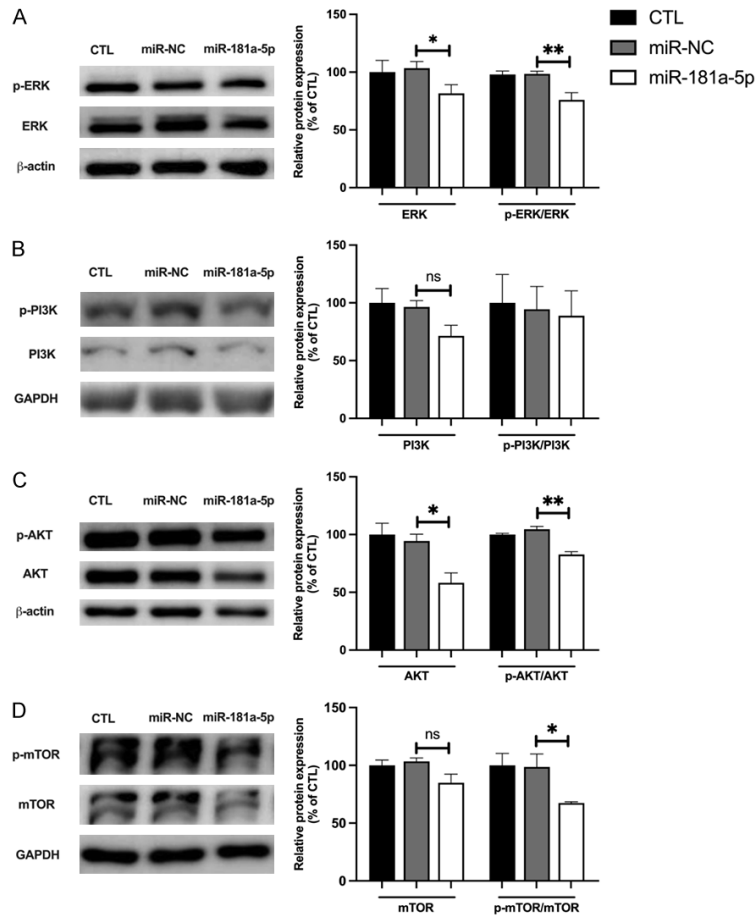 A
CTL miR-NC miR-181a-5p
p-ERK
ERK
β-actin
Relative protein expression
(% of CTL)
150
100
50
0
*
**
ERK
p-ERK/ERK
CTL
miR-NC
miR-181a-5p
B
CTL miR-NC miR-181a-5p
p-PI3K
PI3K
GAPDH
Relative protein expression
(% of CTL)
150
100
50
0
ns
PI3K
p-PI3K/PI3K
C
CTL miR-NC miR-181a-5p
p-AKT
AKT
β-actin
Relative protein expression
(% of CTL)
150
100
50
0
*
**
AKT
p-AKT/AKT
D
CTL miR-NC miR-181a-5p
p-mTOR
mTOR
GAPDH
Relative protein expression
(% of CTL)
150
100
50
0
ns
*
mTOR
p-mTOR/mTOR